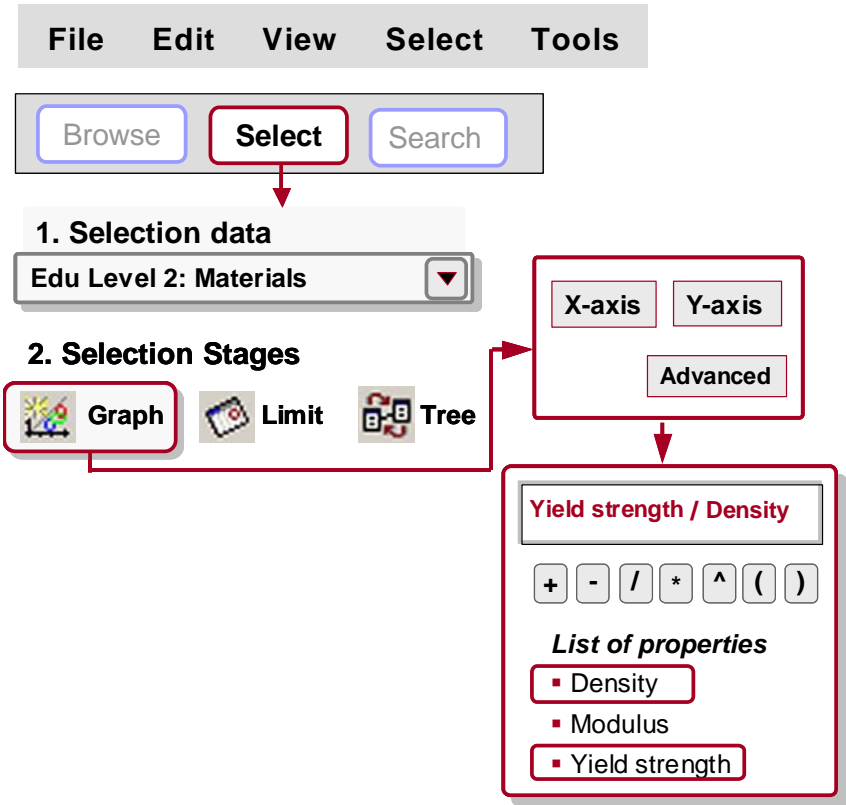 File Edit View Select Tools
Browse Select Search
1. Selection data
Edu Level 2: Materials
2. Selection Stages
Graph Limit Tree
X-axis Y-axis
Advanced
Yield strength / Density
+ - / * ^ ( )
List of properties
▪ Density
▪ Modulus
▪ Yield strength